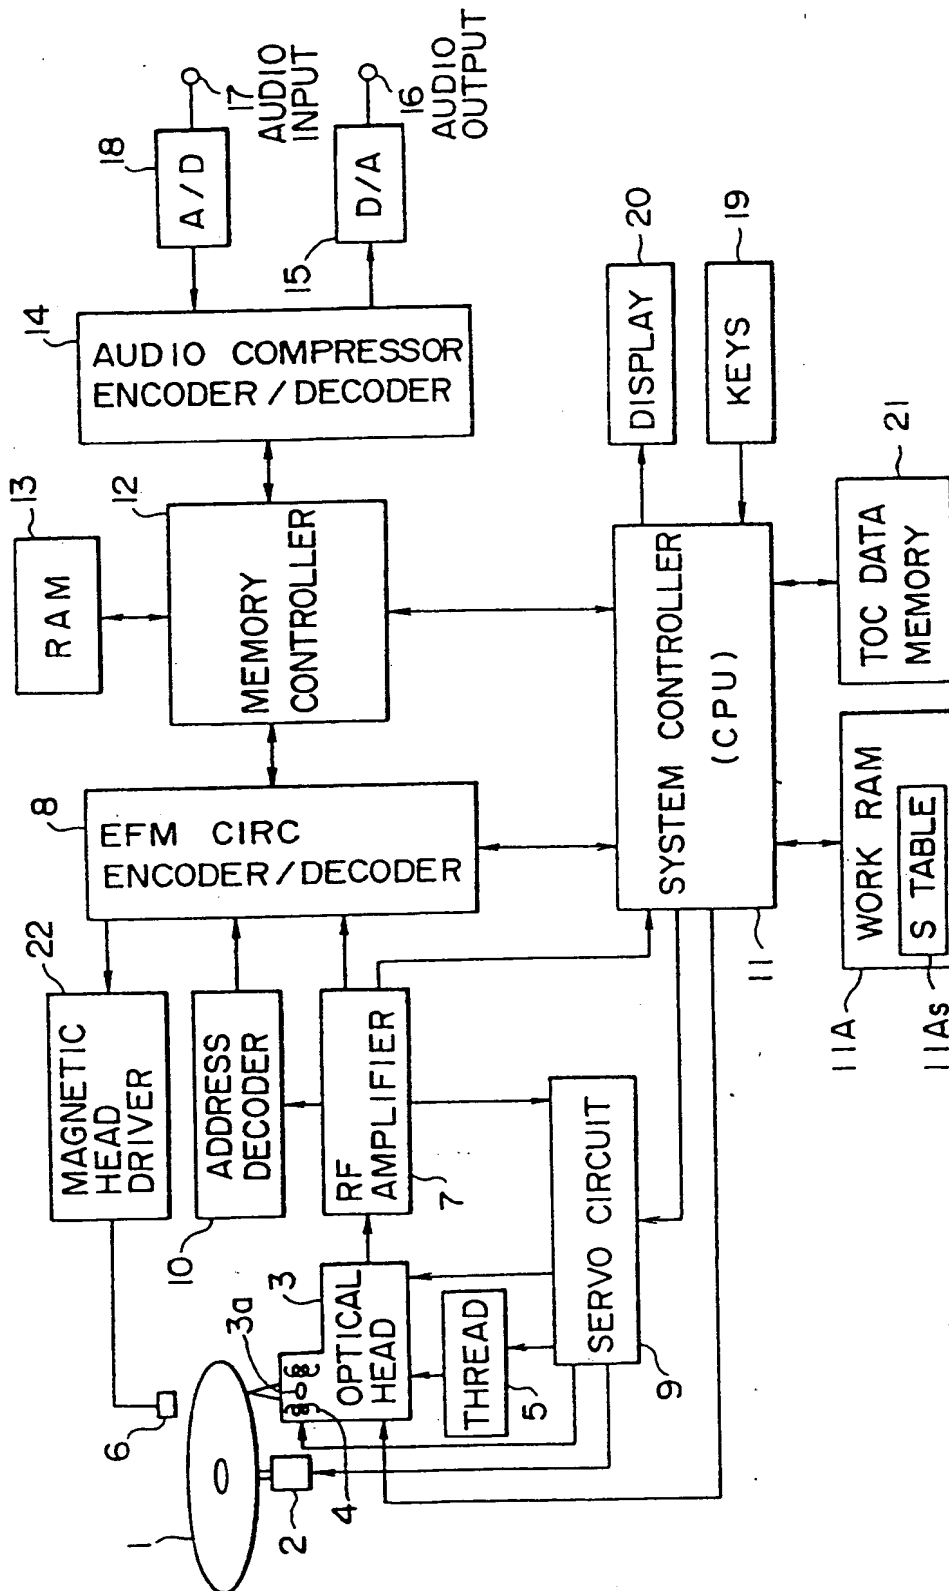 1
2
3
3a
4
5
6
7
8
9
10
11
11A
11As
12
13
14
15
16
17
18
19
20
21
22
MAGNETIC
HEAD
DRIVER
ADDRESS
DECODER
RF
AMPLIFIER
OPTICAL
HEAD
THREAD
SERVO CIRCUIT
EFM CIRC
ENCODER/DECODER
RAM
MEMORY
CONTROLLER
AUDIO COMPRESSOR
ENCODER/DECODER
A/D
D/A
AUDIO
INPUT
AUDIO
OUTPUT
SYSTEM CONTROLLER
(CPU)
DISPLAY
KEYS
WORK RAM
S TABLE
TOC DATA
MEMORY